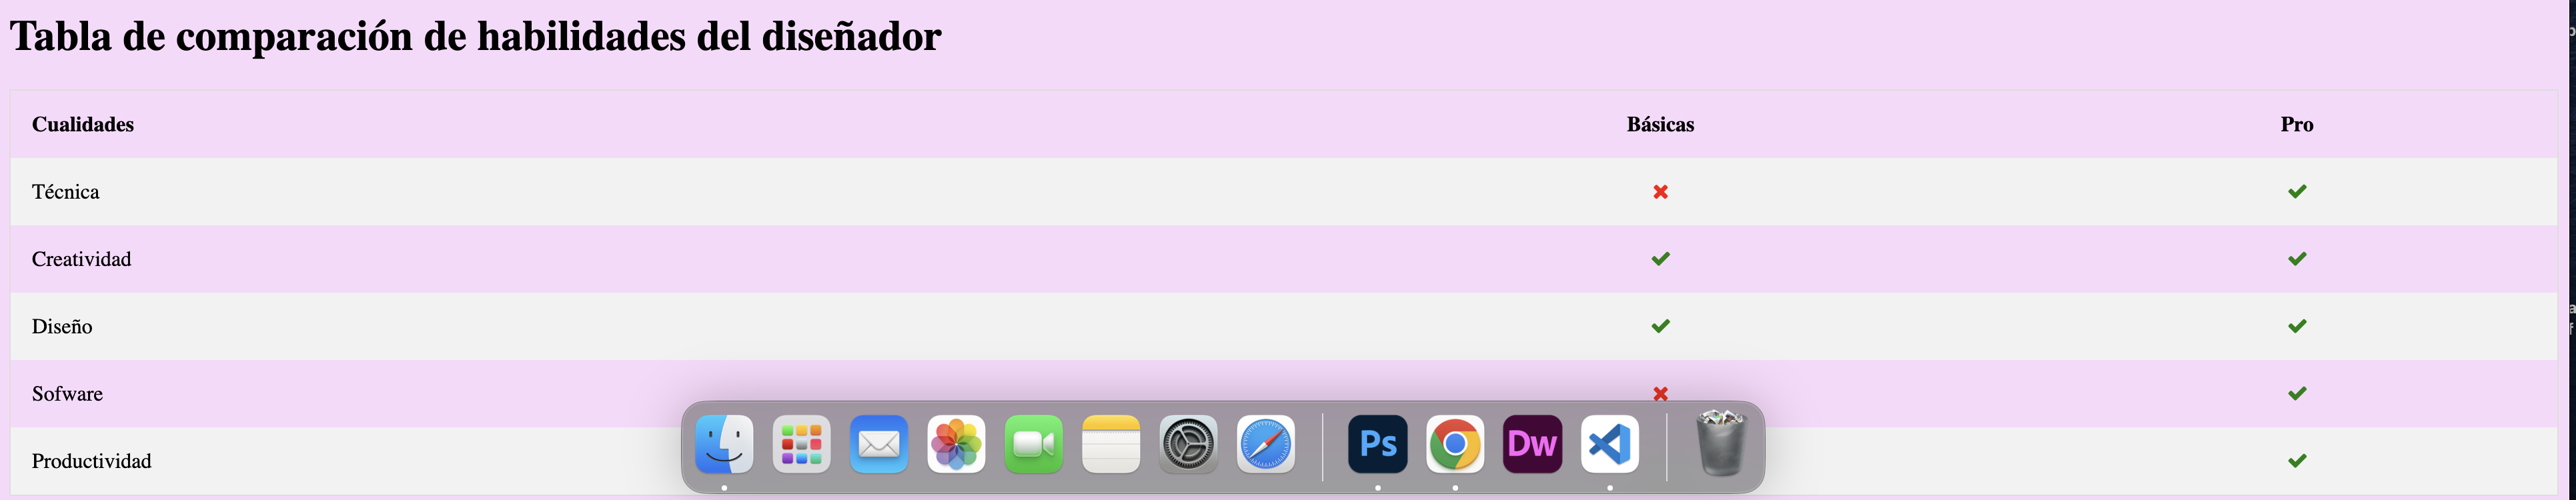 Tabla de comparación de habilidades del diseñador
Cualidades Básicas Pro
Técnica
Creatividad
Diseño
Sofware
Productividad
Ps Dw